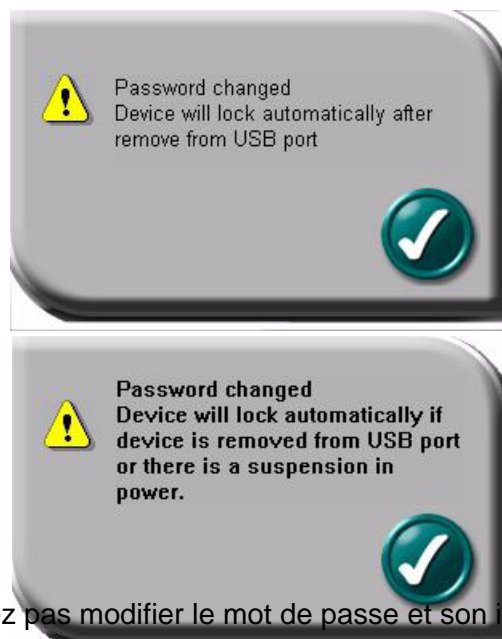 Password changed
Device will lock automatically after
remove from USB port
Password changed
Device will lock automatically if
device is removed from USB port
or there is a suspension in
power.
pas modifier le mot de passe et son